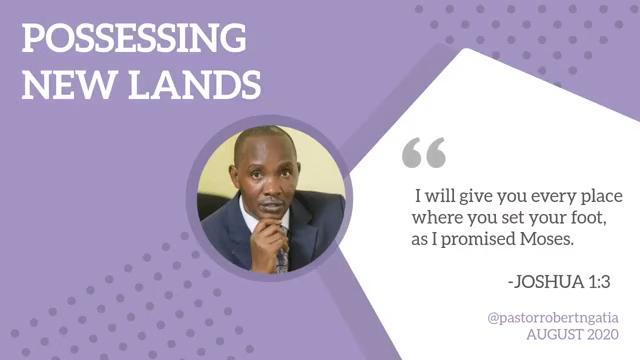 POSSESSING
NEW LANDS
“
I will give you every place
where you set your foot,
as I promised Moses.
-JOSHUA 1:3
@pastorrobertngatia
AUGUST 2020